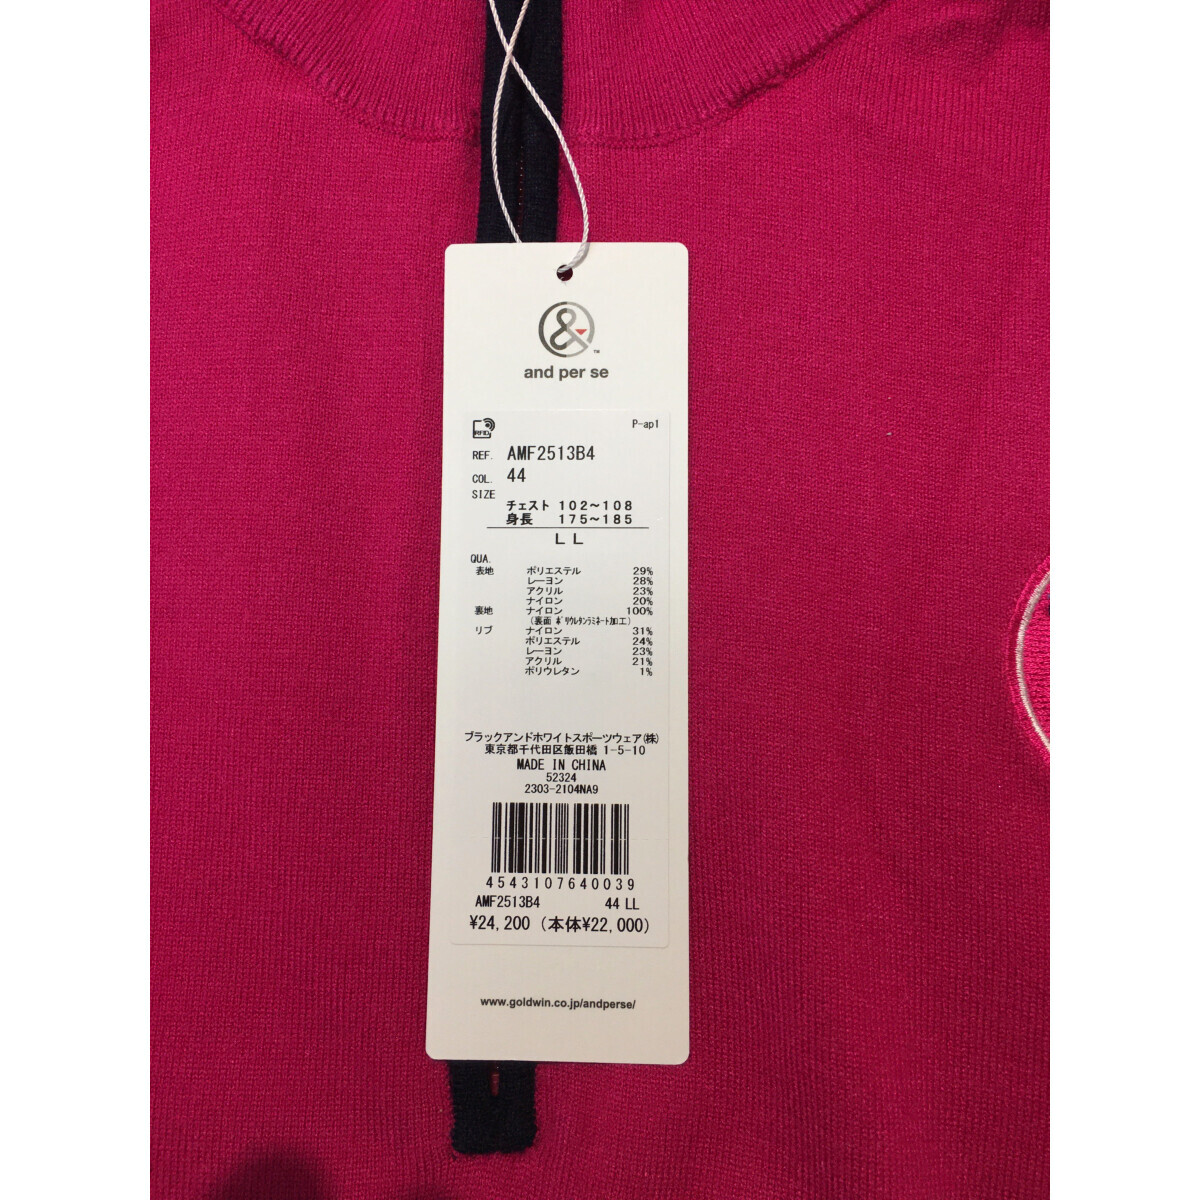 &
™
and per se
RFID
P-ap1
REF. AMF2513B4
COL. 44
SIZE
チェスト 102~108
身長 175~185
LL
QUA.
表地 ポリエステル 29%
レーヨン 28%
アクリル 23%
ナイロン 20%
裏地 ナイロン 100%
(裏面 ﾎﾟﾘｳﾚﾀﾝﾗﾐﾈｰﾄ加工)
リブ ナイロン 31%
ポリエステル 24%
レーヨン 23%
アクリル 21%
ポリウレタン 1%
ブラックアンドホワイトスポーツウェア(株)
東京都千代田区飯田橋 1-5-10
MADE IN CHINA
52324
2303-2104NA9
4543107640039
AMF2513B4 44 LL
¥24,200 (本体¥22,000)
www.goldwin.co.jp/andperse/